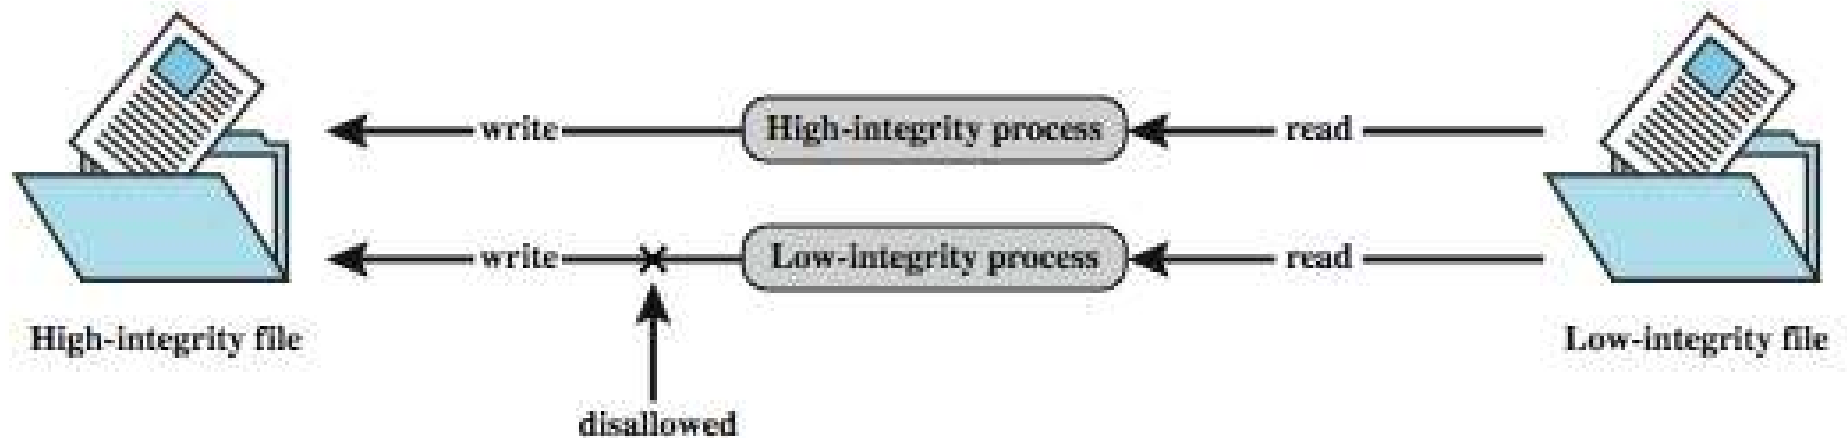 write High-integrity process read
write Low-integrity process read
High-integrity file
Low-integrity file
disallowed